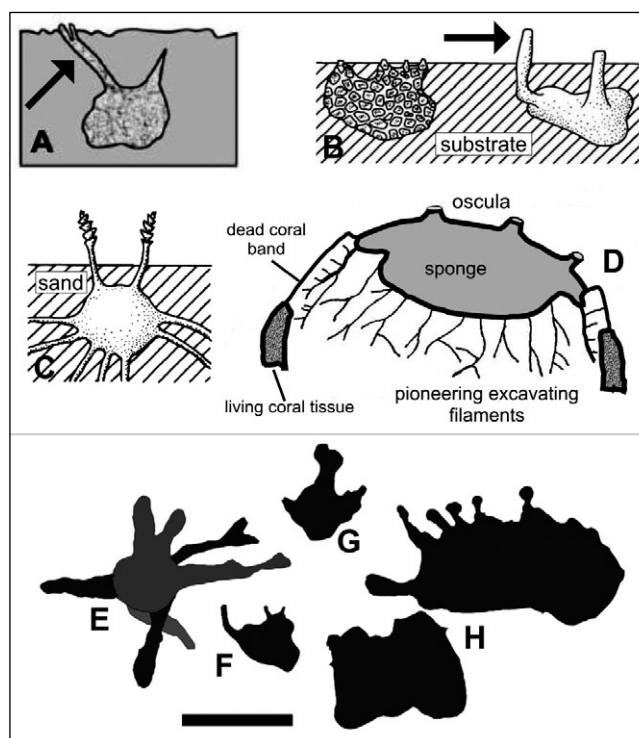 A
B
substrate
oscula
dead coral
band
D
sand
sponge
C
living coral tissue
pioneering excavating
filaments
G
E
F
H